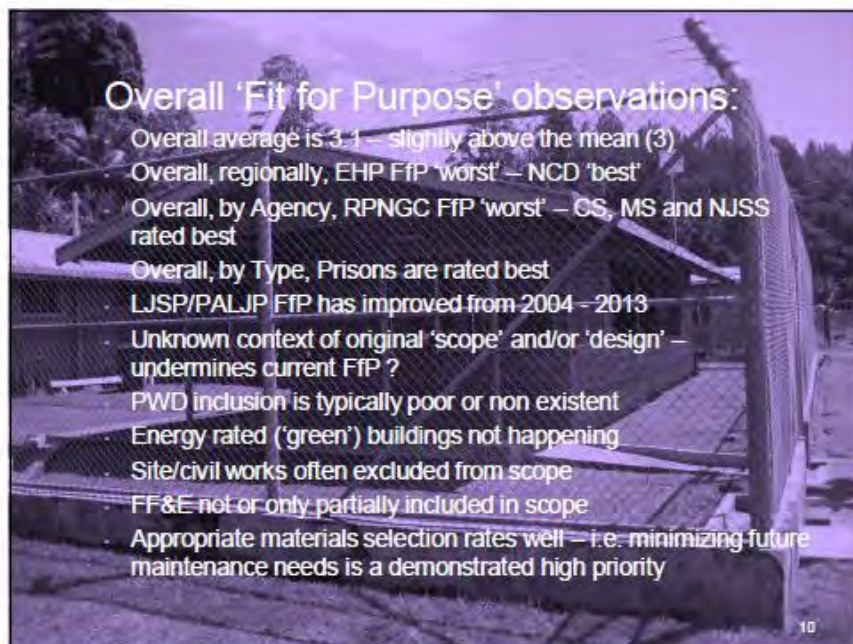 Overall 'Fit for Purpose' observations:
- Overall average is 3.1 – slightly above the mean (3)
- Overall, regionally, EHP FfP 'worst' – NCD 'best'
- Overall, by Agency, RPNGC FfP 'worst' – CS, MS and NJSS
rated best
- Overall, by Type, Prisons are rated best
- LJSP/PALJP FfP has improved from 2004 - 2013
- Unknown context of original 'scope' and/or 'design' –
undermines current FfP ?
- PWD inclusion is typically poor or non existent
- Energy rated ('green') buildings not happening
- Site/civil works often excluded from scope
- FF&E not or only partially included in scope
- Appropriate materials selection rates well – i.e. minimizing future
maintenance needs is a demonstrated high priority
10